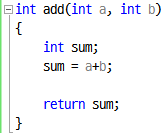 int add(int a, int b)
{
    int sum;
    sum = a+b;

    return sum;
}